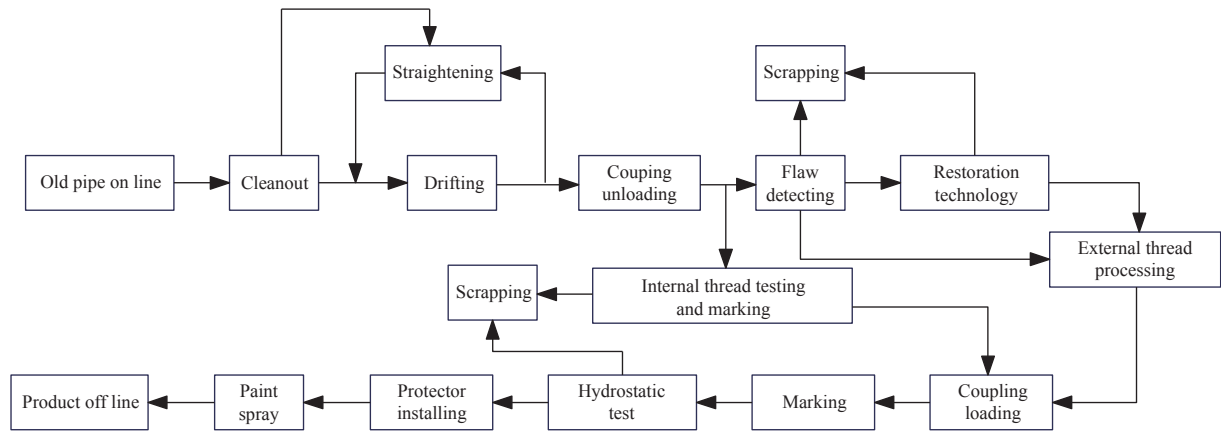 Straightening
Scrapping
Old pipe on line
Cleanout
Drifting
Couping
unloading
Flaw
detecting
Restoration
technology
External thread
processing
Scrapping
Internal thread testing
and marking
Product off line
Paint
spray
Protector
installing
Hydrostatic
test
Marking
Coupling
loading